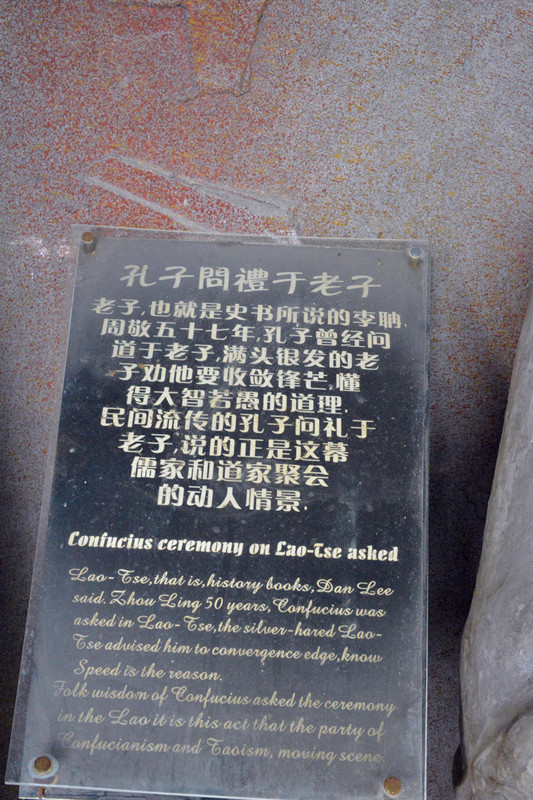 孔子問禮于老子
老子,也就是史书所说的李聃.
周敬五十七年,孔子曾经问
道于老子,满头银发的老
子劝他要收敛锋芒,懂
得大智若愚的道理.
民间流传的孔子问礼于
老子,说的正是这幕
儒家和道家聚会
的动人情景.
Confucius ceremony on Lao-Tse asked
Lao-Tse,that is,history books,Dan Lee
said. Zhou Ling 50 years, Confucius was
asked in Lao-Tse,the silver-hared Lao-
Tse advised him to convergence edge,know
Speed is the reason.
Folk wisdom of Confucius asked the ceremony
in the Lao it is this act that the party of
Confucianism and Taoism, moving scene.